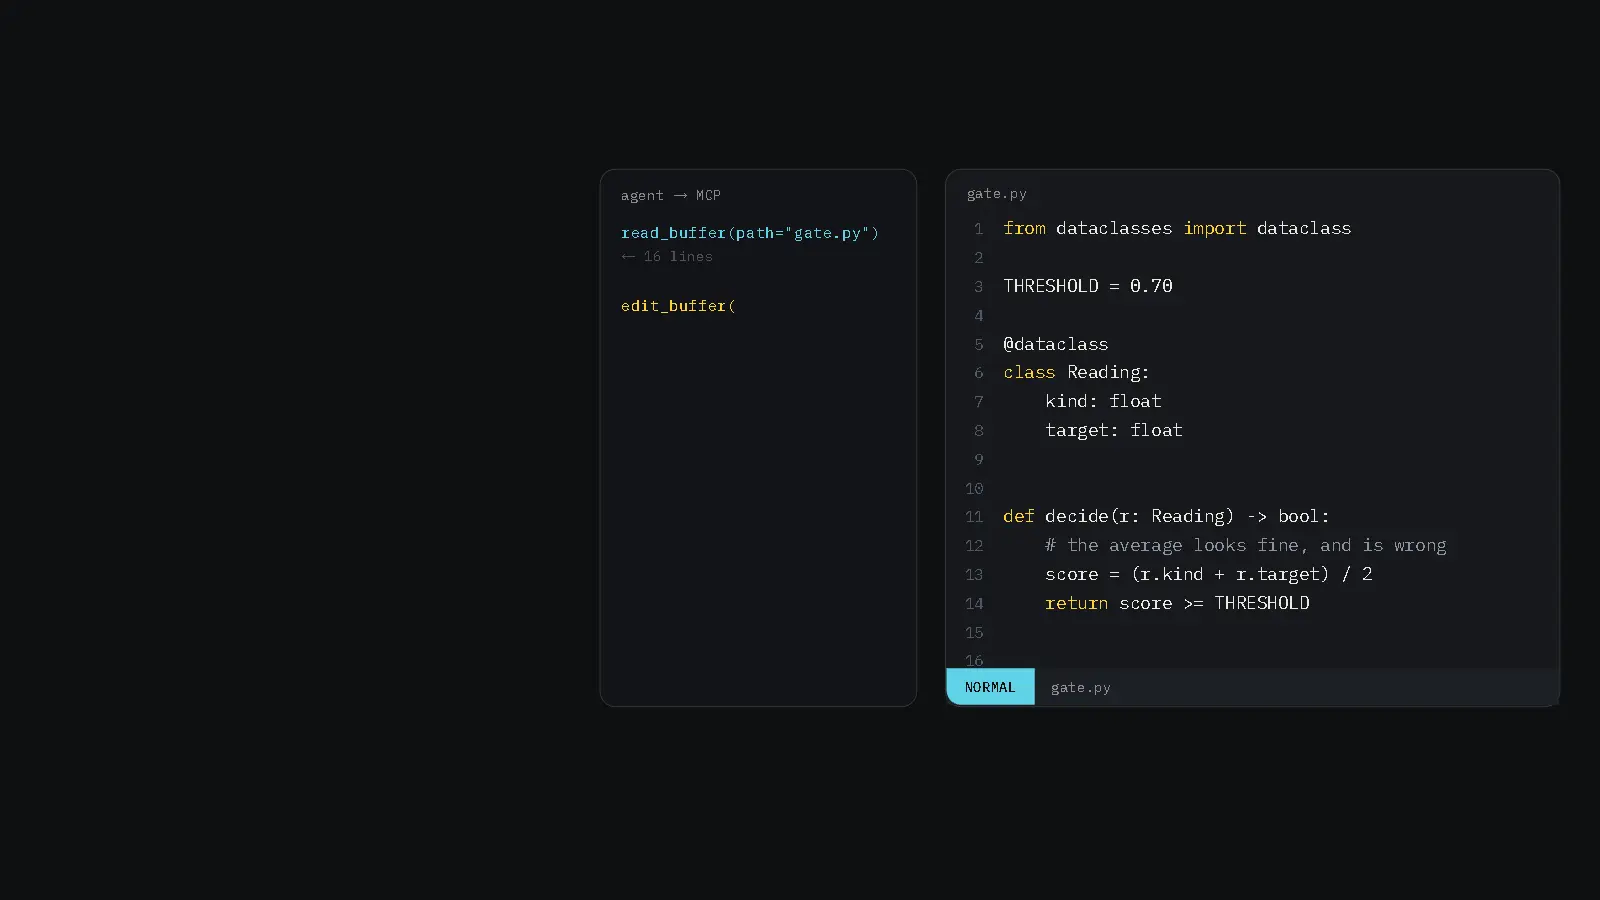 agent → MCP
read_buffer(path="gate.py")
← 16 lines
edit_buffer(
gate.py
1 from dataclasses import dataclass
2
3 THRESHOLD = 0.70
4
5 @dataclass
6 class Reading:
7     kind: float
8     target: float
9
10
11 def decide(r: Reading) -> bool:
12     # the average looks fine, and is wrong
13     score = (r.kind + r.target) / 2
14     return score >= THRESHOLD
15
16
NORMAL gate.py